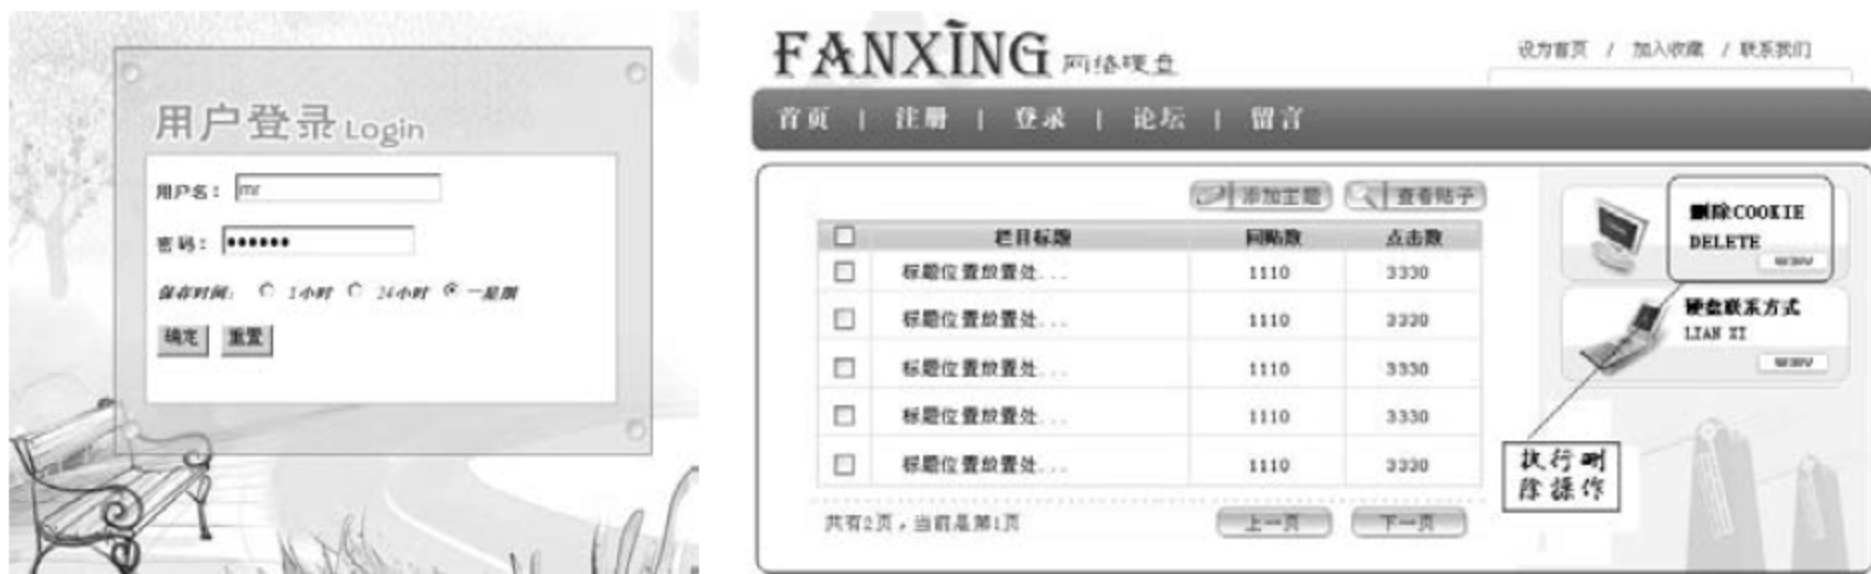 用户登录 Login
用户名： mr
密码： ••••••
保存时间： 1小时 24小时 一星期
确定 重置
FANXING 网络硬盘
设为首页 / 加入收藏 / 联系我们
首页 | 注册 | 登录 | 论坛 | 留言
添加主题 查看贴子
栏目标题 回贴数 点击数
标题位置放置处... 1110 3330
标题位置放置处... 1110 3330
标题位置放置处... 1110 3330
标题位置放置处... 1110 3330
标题位置放置处... 1110 3330
共有2页，当前是第1页 上一页 下一页
删除COOKIE
DELETE
硬盘联系方式
LIAN XI
执行删
除操作